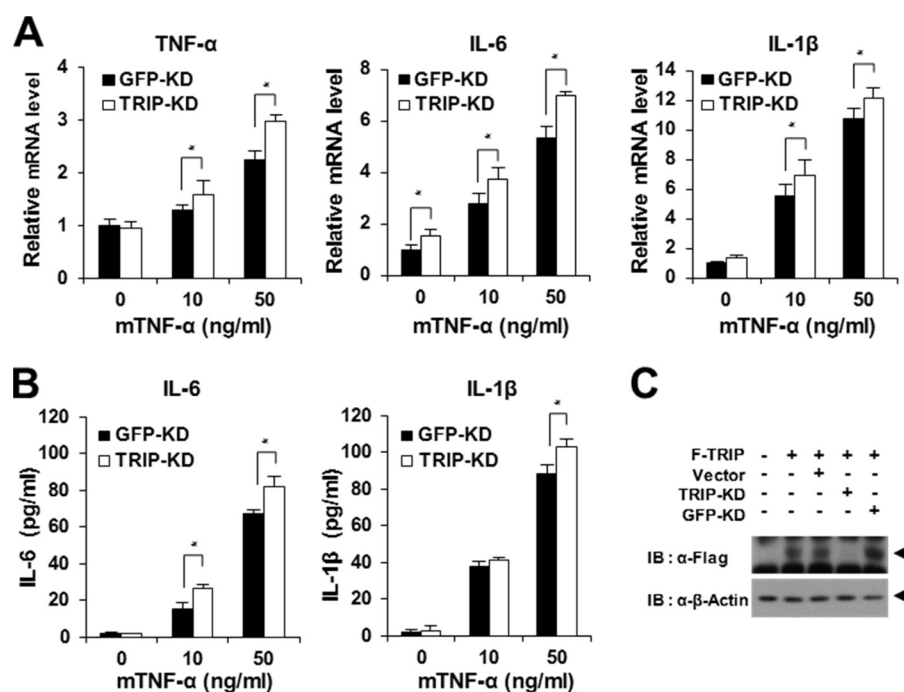 A
TNF-α
GFP-KD
TRIP-KD
Relative mRNA level
4
3
2
1
0
*
*
0 10 50
mTNF-α (ng/ml)
IL-6
GFP-KD
TRIP-KD
Relative mRNA level
8
6
4
2
0
*
*
*
0 10 50
mTNF-α (ng/ml)
IL-1β
GFP-KD
TRIP-KD
Relative mRNA level
14
12
10
8
6
4
2
0
*
*
0 10 50
mTNF-α (ng/ml)
B
IL-6
GFP-KD
TRIP-KD
IL-6 (pg/ml)
120
100
80
60
40
20
0
*
*
0 10 50
mTNF-α (ng/ml)
IL-1β
GFP-KD
TRIP-KD
IL-1β (pg/ml)
120
100
80
60
40
20
0
*
0 10 50
mTNF-α (ng/ml)
C
F-TRIP - + + + +
Vector - - + - -
TRIP-KD - - - + -
GFP-KD - - - - +
IB : α-Flag
IB : α-β-Actin